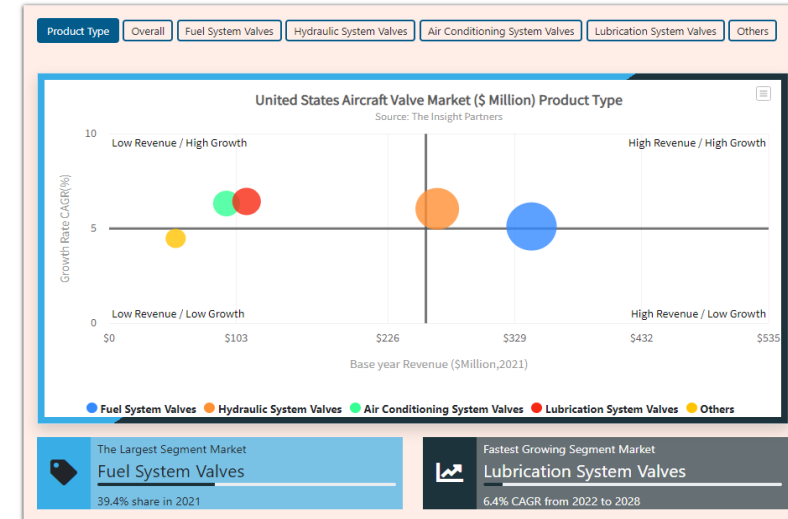 Product Type Overall Fuel System Valves Hydraulic System Valves Air Conditioning System Valves Lubrication System Valves Others
United States Aircraft Valve Market ($ Million) Product Type
Source: The Insight Partners
10
Low Revenue / High Growth High Revenue / High Growth
Growth Rate CAGR(%)
5
Low Revenue / Low Growth High Revenue / Low Growth
0
$0 $103 $226 $329 $432 $535
Base year Revenue ($Million,2021)
Fuel System Valves Hydraulic System Valves Air Conditioning System Valves Lubrication System Valves Others
The Largest Segment Market
Fuel System Valves
39.4% share in 2021
Fastest Growing Segment Market
Lubrication System Valves
6.4% CAGR from 2022 to 2028